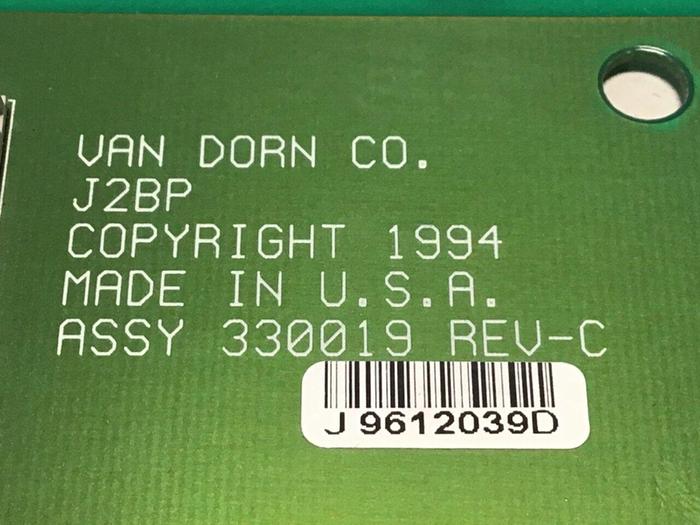 VAN DORN CO.
J2BP
COPYRIGHT 1994
MADE IN U.S.A.
ASSY 330019 REV-C
J 9612039D